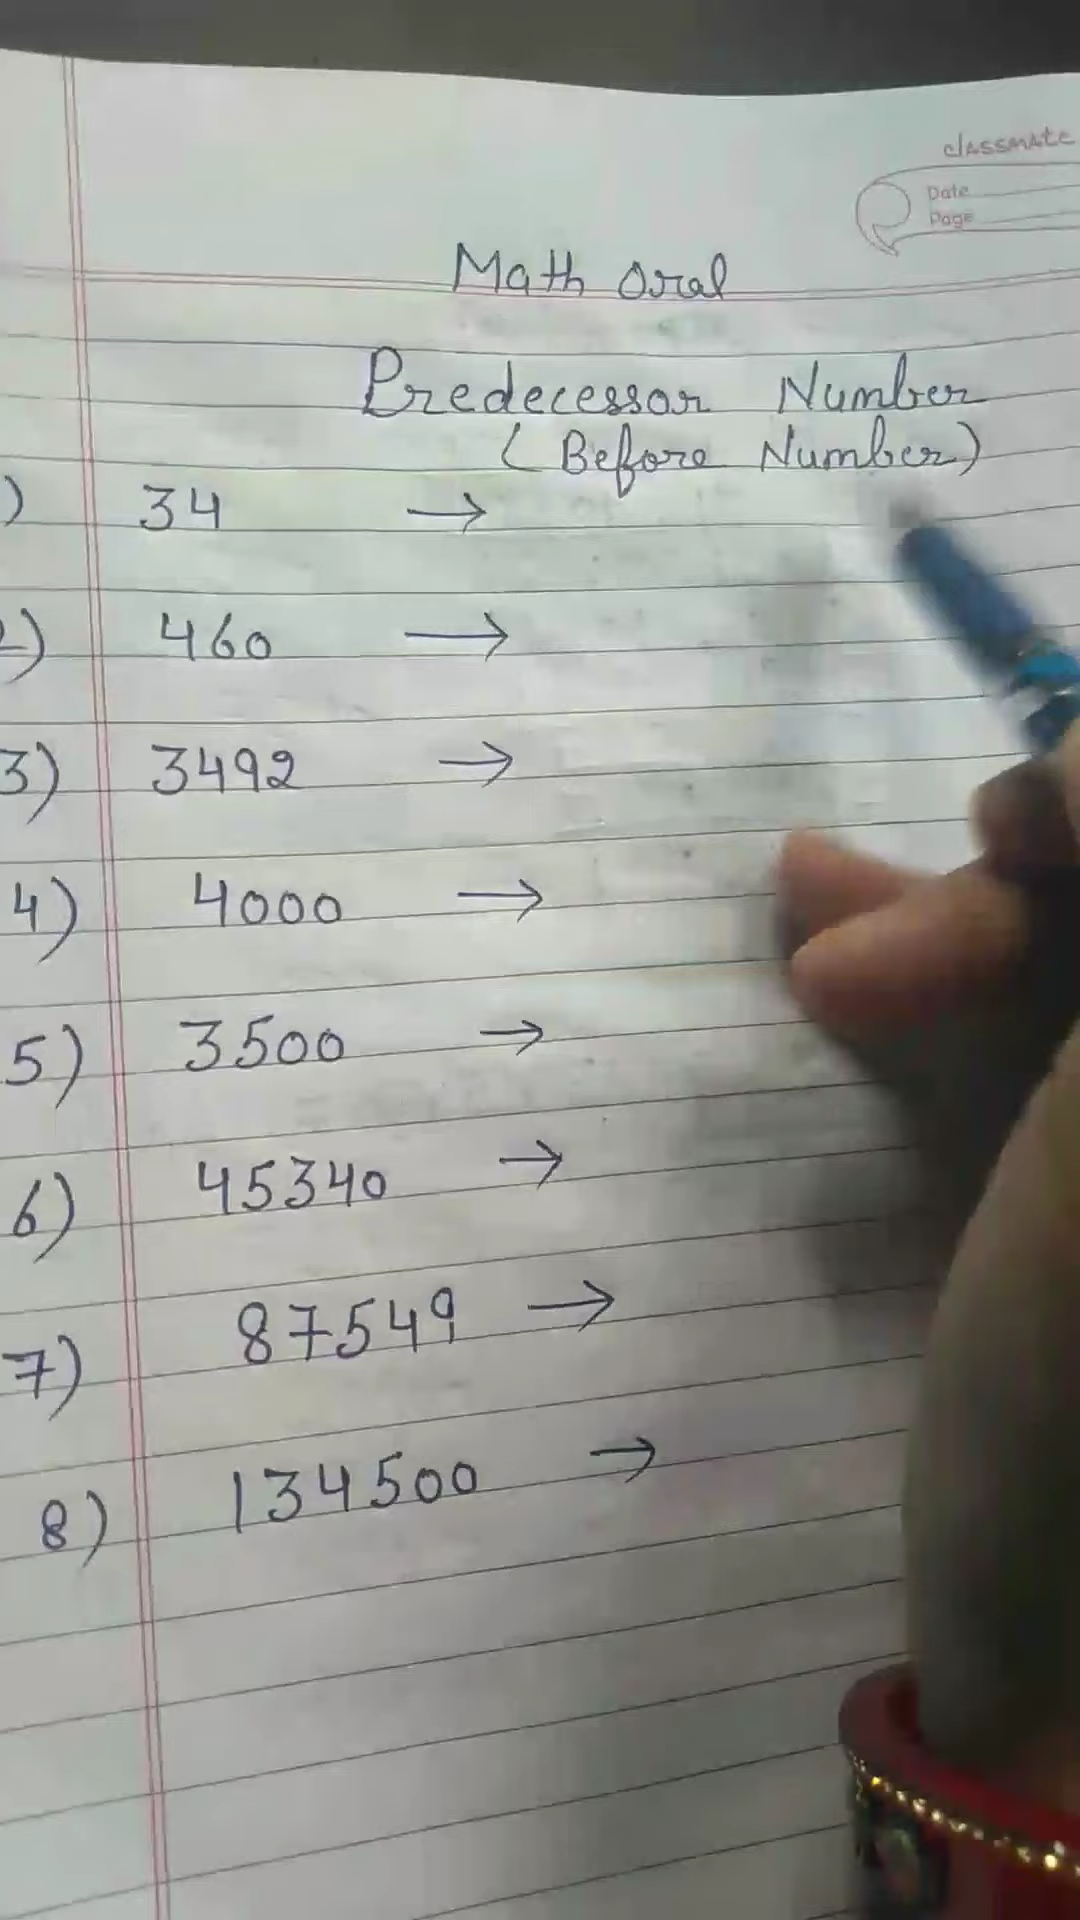 classmate
Date
Page
Math Oral
Predecessor Number
(Before Number)
) 34 →
2) 460 →
3) 3492 →
4) 4000 →
5) 3500 →
6) 45340 →
7) 87549 →
8) 134500 →